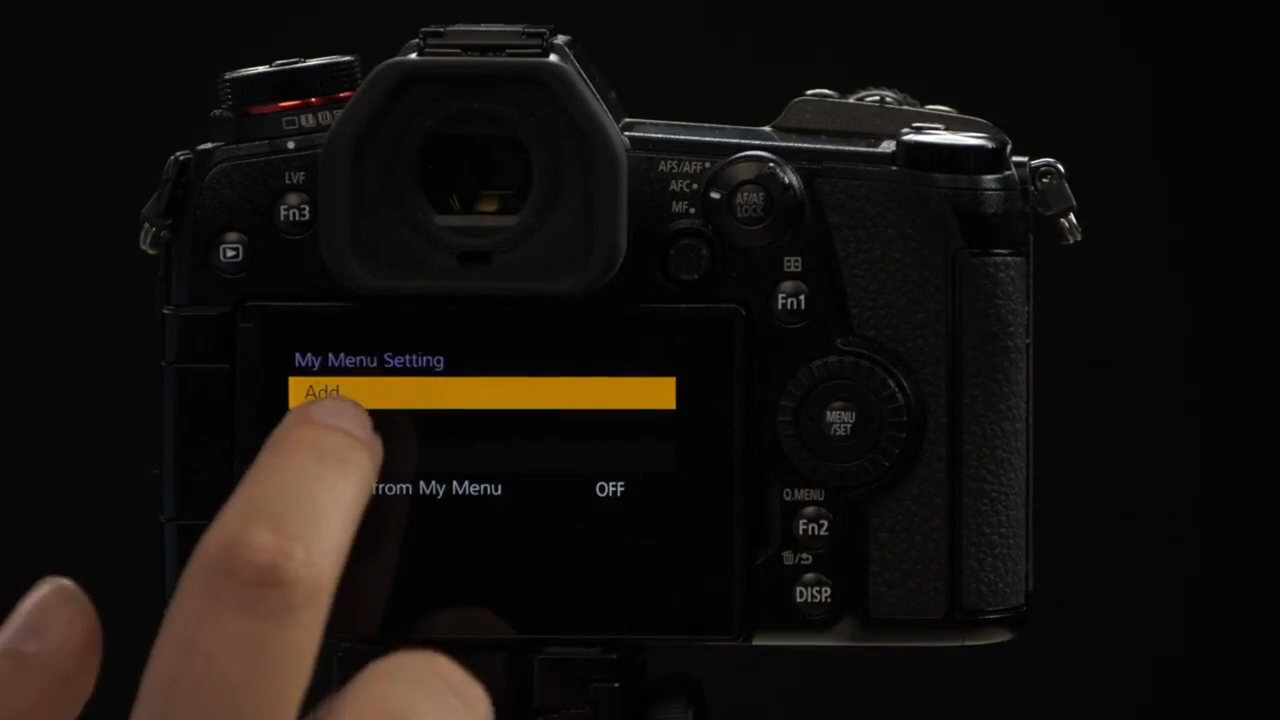 LVF
Fn3
AFS/AFF
AFC
MF
AF/AE
LOCK
Fn1
My Menu Setting
Add
from My Menu OFF
MENU
/SET
Q.MENU
Fn2
DISP.